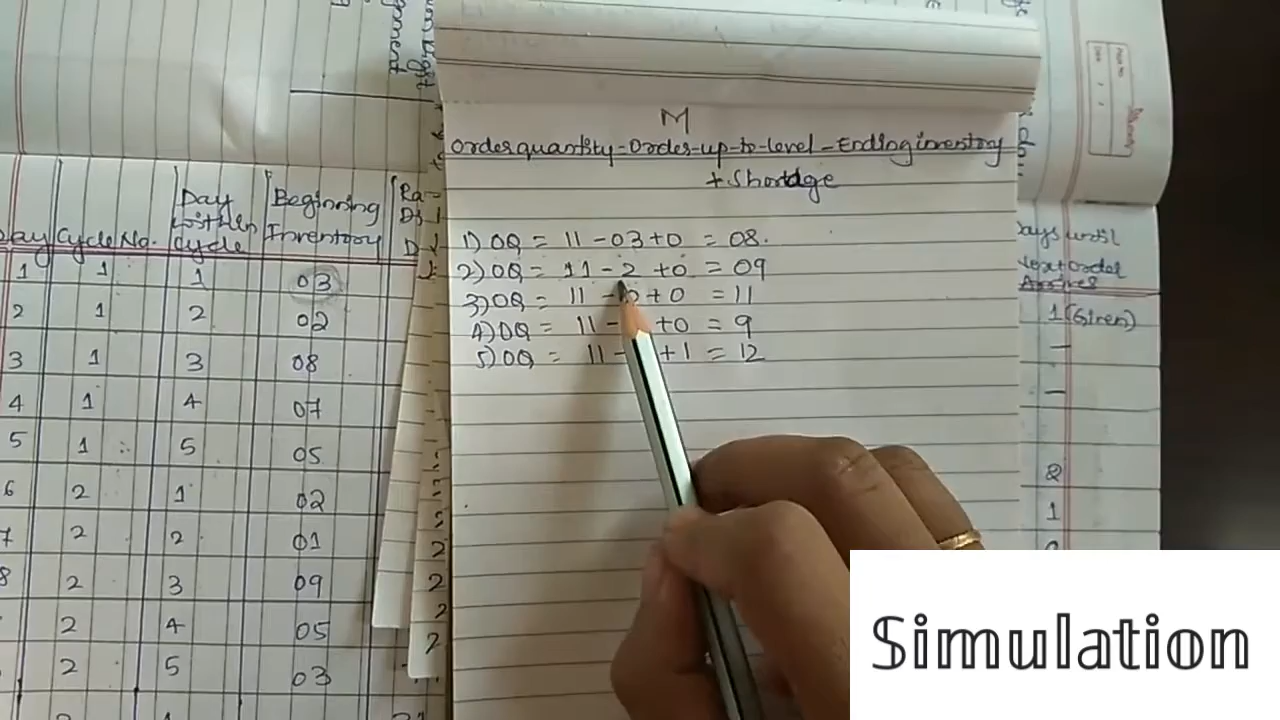 M
Order quantity - Order-up-to-level - Ending inventory
+ Shortage
1) OQ = 11 - 03 + 0 = 08.
2) OQ = 11 - 2 + 0 = 09
3) OQ = 11 - 0 + 0 = 11
4) OQ = 11 - + 0 = 9
5) OQ = 11 - + 1 = 12
Day Cycle No. Day within cycle Beginning Inventory
1 1 1 03
2 1 2 02
3 1 3 08
4 1 4 07
5 1 5 05
6 2 1 02
7 2 2 01
8 2 3 09
2 4 05
2 5 03
Days until
Next order
Arrives
1 (Given)
-
-
2
1
Simulation